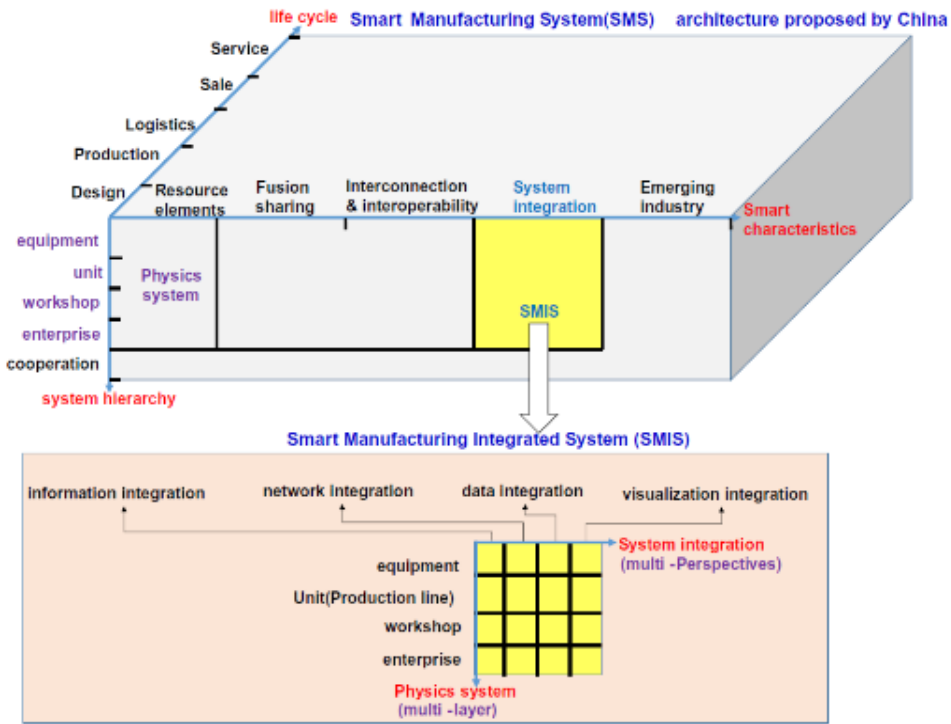 life cycle
Smart Manufacturing System(SMS) architecture proposed by China
Service
Sale
Logistics
Production
Design
Resource
elements
Fusion
sharing
Interconnection
& interoperability
System
integration
Emerging
industry
Smart
characteristics
equipment
unit
workshop
enterprise
cooperation
system hierarchy
Physics
system
SMIS
Smart Manufacturing Integrated System (SMIS)
information integration
network integration
data integration
visualization integration
System integration
(multi -Perspectives)
equipment
Unit(Production line)
workshop
enterprise
Physics system
(multi -layer)